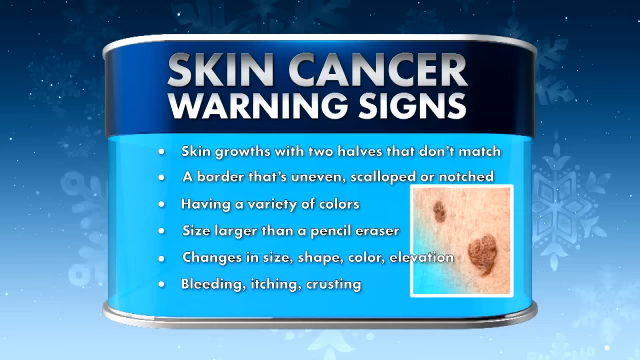 SKIN CANCER
WARNING SIGNS
• Skin growths with two halves that don't match
• A border that's uneven, scalloped or notched
• Having a variety of colors
• Size larger than a pencil eraser
• Changes in size, shape, color, elevation
• Bleeding, itching, crusting